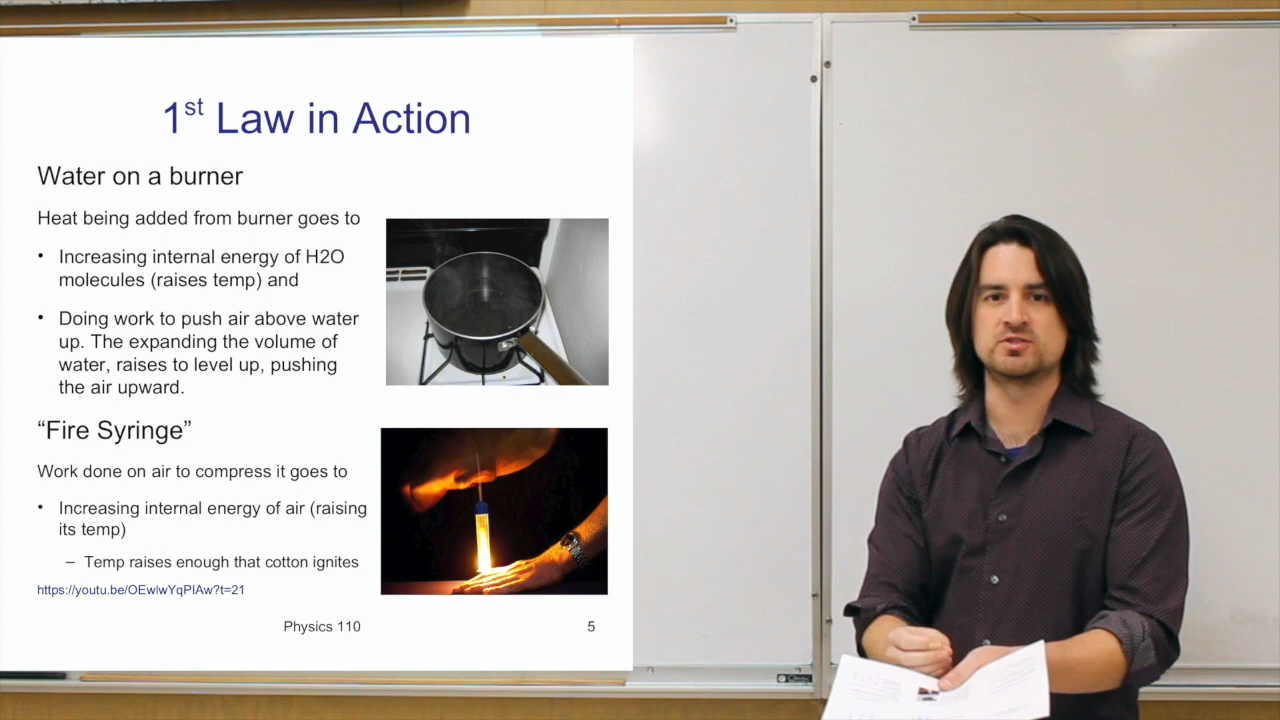 1st Law in Action
Water on a burner
Heat being added from burner goes to
• Increasing internal energy of H2O
molecules (raises temp) and
• Doing work to push air above water
up. The expanding the volume of
water, raises to level up, pushing
the air upward.
“Fire Syringe”
Work done on air to compress it goes to
• Increasing internal energy of air (raising
its temp)
– Temp raises enough that cotton ignites
https://youtu.be/OEwlwYqPIAw?t=21
Physics 110
5